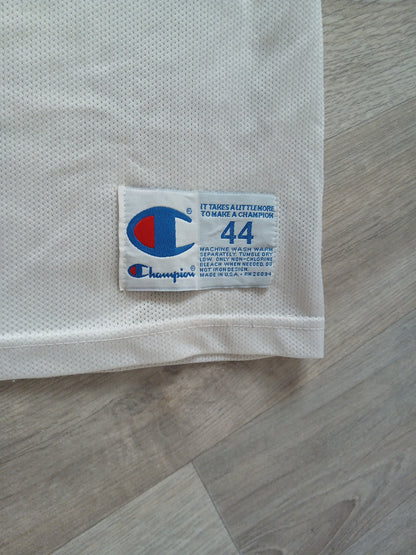 IT TAKES A LITTLE MORE
TO MAKE A CHAMPION
44
MACHINE WASH WARM
SEPARATELY. TUMBLE DRY
LOW. ONLY NON-CHLORINE
BLEACH WHEN NEEDED. DO
NOT IRON DESIGN.
MADE IN U.S.A. • RN 26094
Champion